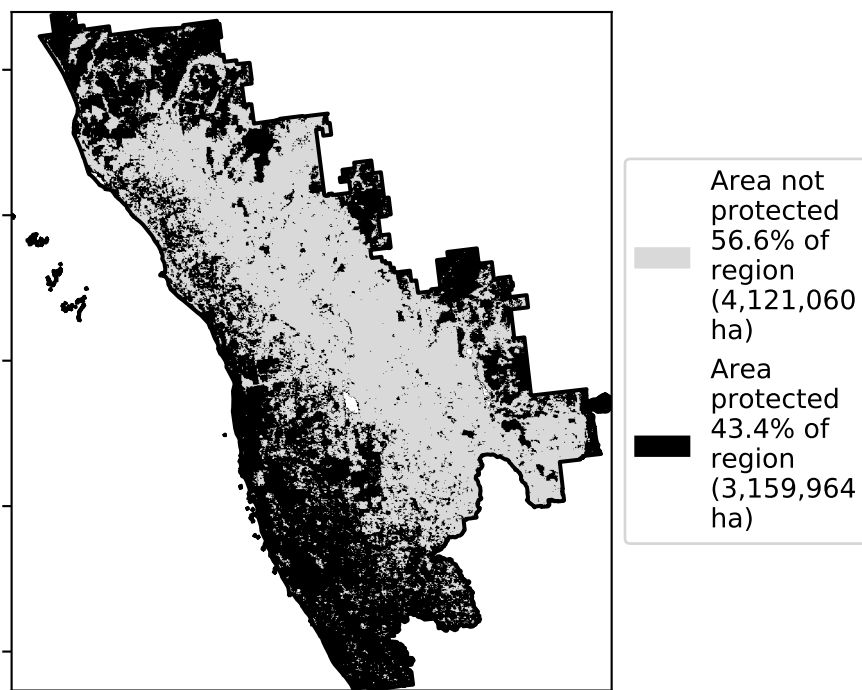 Area not
protected
56.6% of
region
(4,121,060
ha)
Area
protected
43.4% of
region
(3,159,964
ha)